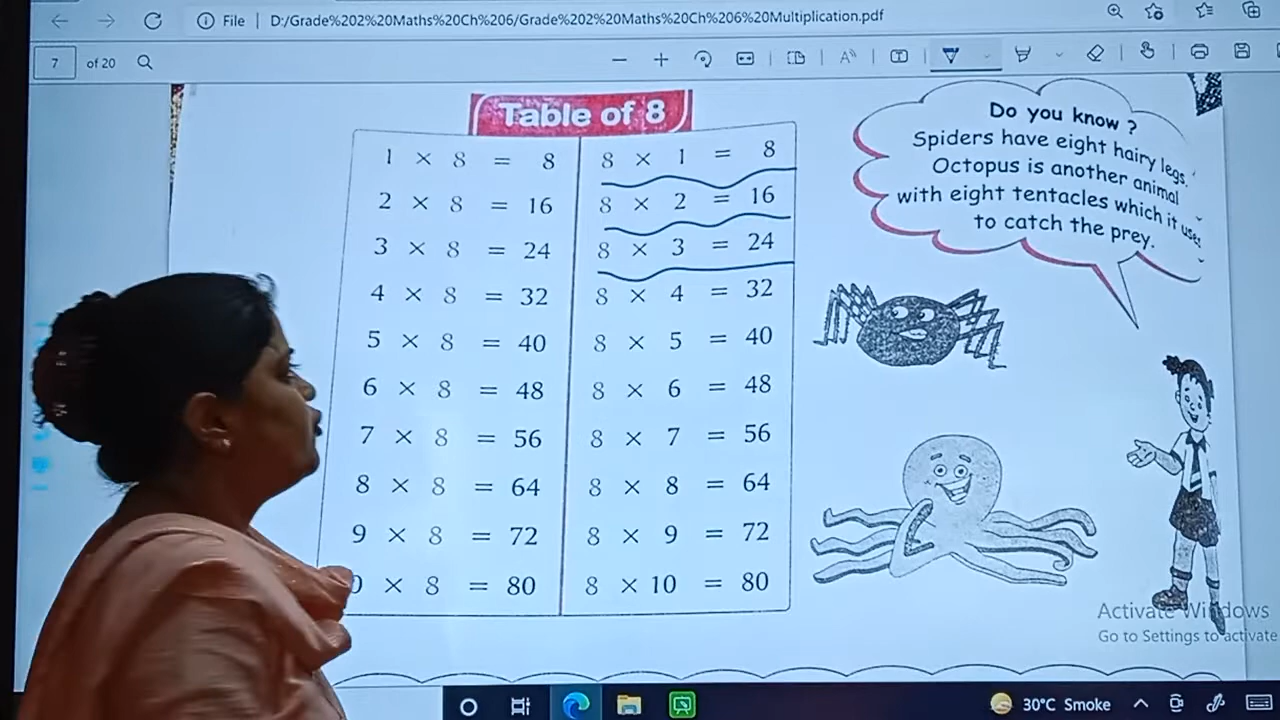 File D:/Grade%202%20Maths%20Ch%206/Grade%202%20Maths%20Ch%206%20Multiplication.pdf
7 of 20
Table of 8
1 × 8 = 8
2 × 8 = 16
3 × 8 = 24
4 × 8 = 32
5 × 8 = 40
6 × 8 = 48
7 × 8 = 56
8 × 8 = 64
9 × 8 = 72
0 × 8 = 80
8 × 1 = 8
8 × 2 = 16
8 × 3 = 24
8 × 4 = 32
8 × 5 = 40
8 × 6 = 48
8 × 7 = 56
8 × 8 = 64
8 × 9 = 72
8 × 10 = 80
Do you know ?
Spiders have eight hairy legs.
Octopus is another animal
with eight tentacles which it uses
to catch the prey.
Activate Windows
Go to Settings to activate
30°C Smoke